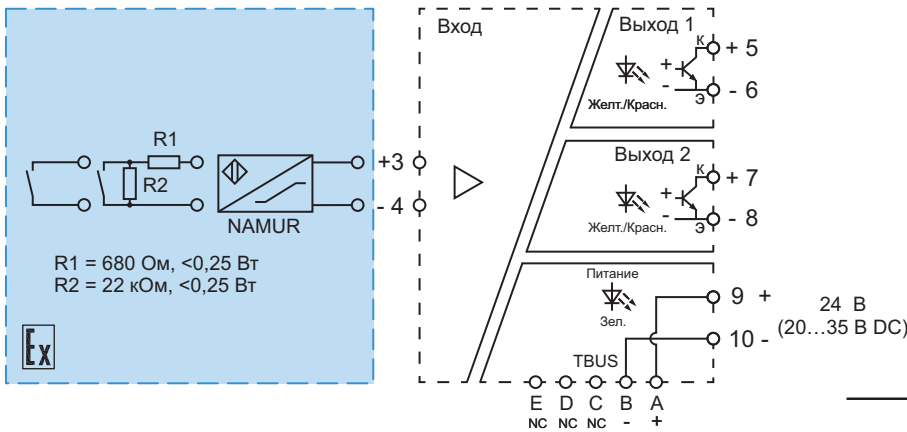 Вход
Выход 1
К
+ 5
+
-
Э
- 6
Желт./Красн.
Выход 2
К
+ 7
+
-
Э
- 8
Желт./Красн.
R1
R2
+3
- 4
NAMUR
R1 = 680 Ом, <0,25 Вт
R2 = 22 кОм, <0,25 Вт
Ex
Питание
Зел.
9 +
10 -
24 В
(20...35 В DC)
TBUS
E D C B A
NC NC NC - +